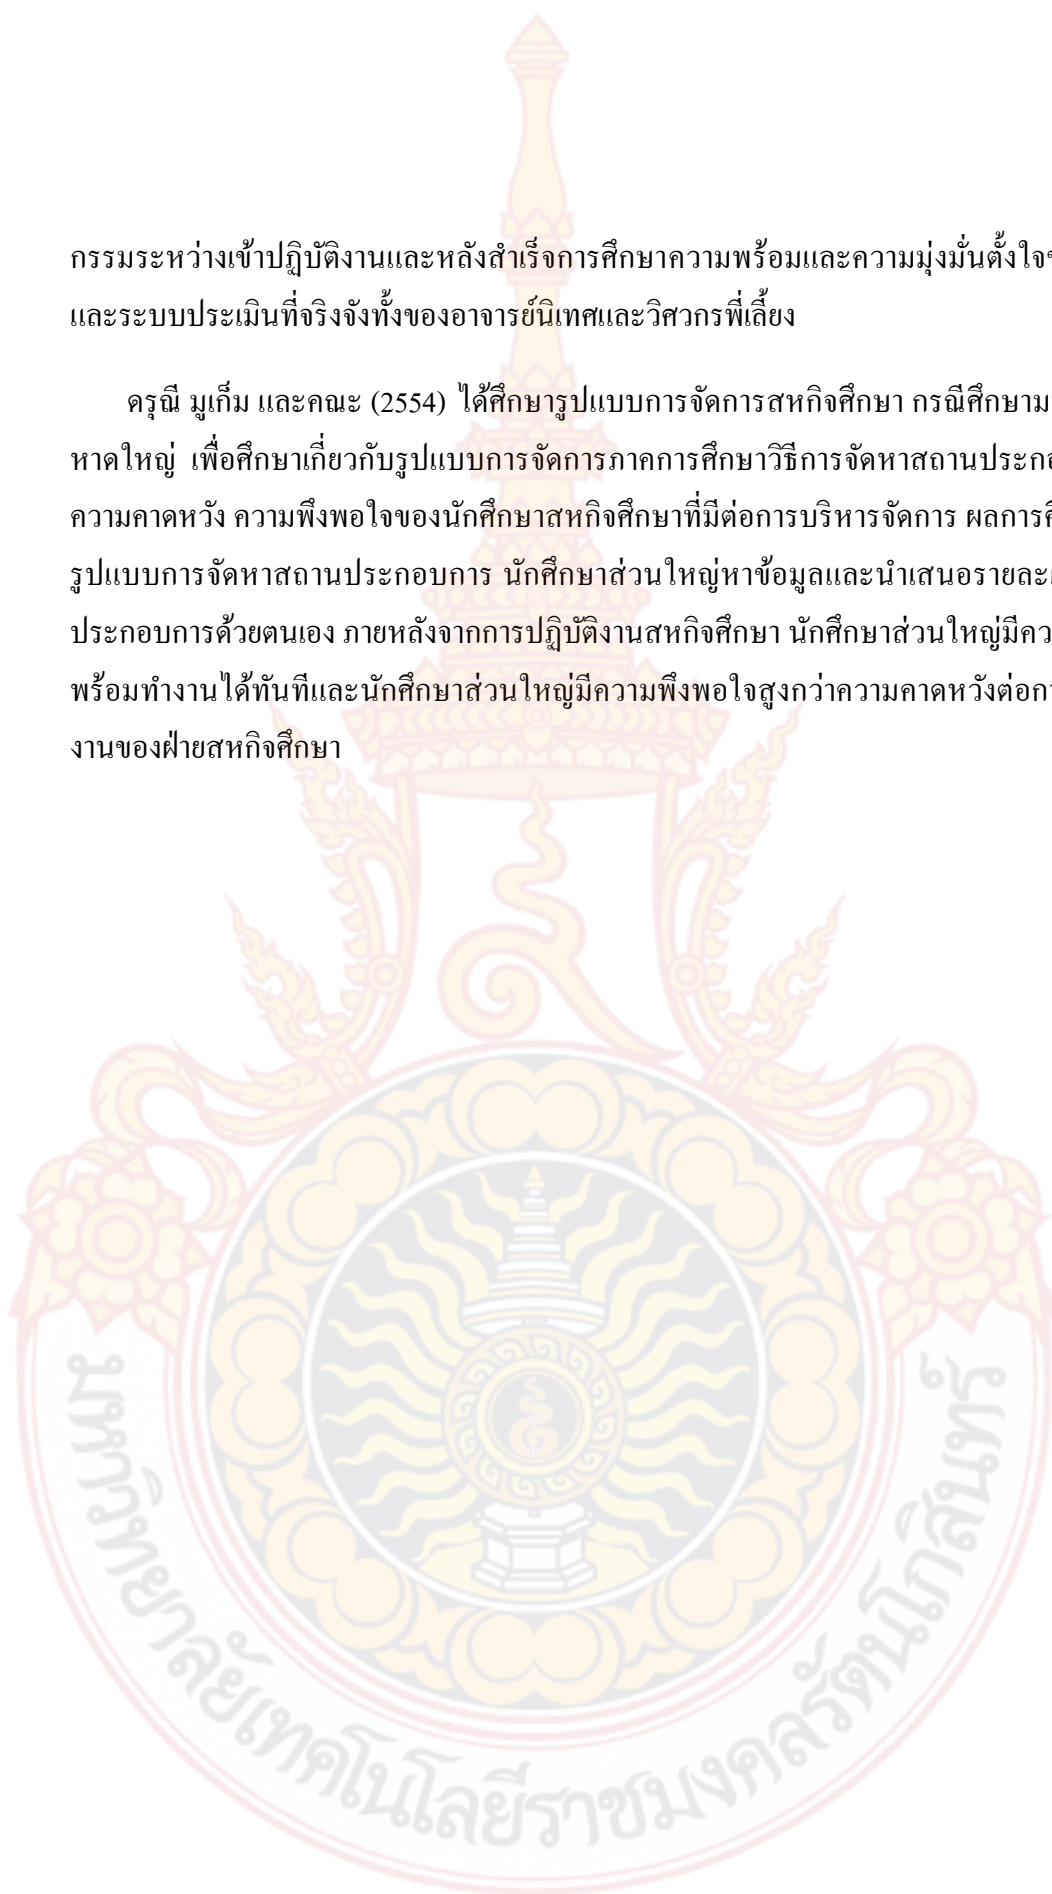 กรรมระหว่างเข้าปฏิบัติงานและหลังสำเร็จการศึกษาความพร้อมและความมุ่งมั่นตั้งใจ
และระบบประเมินที่จริงจังทั้งของอาจารย์นิเทศและวิศวกรพี่เลี้ยง
ดรุณี มูเก็ม และคณะ (2554) ได้ศึกษารูปแบบการจัดการสหกิจศึกษา กรณีศึกษา
หาดใหญ่ เพื่อศึกษาเกี่ยวกับรูปแบบการจัดการภาคการศึกษาวิธีการจัดหาสถาน
ความคาดหวัง ความพึงพอใจของนักศึกษาสหกิจศึกษาที่มีต่อการบริหารจัดการ ผลการ
รูปแบบการจัดหาสถานประกอบการ นักศึกษาส่วนใหญ่หาข้อมูลและนำเสนอ
ประกอบการด้วยตนเอง ภายหลังจากการปฏิบัติงานสหกิจศึกษา นักศึกษาส่วนใหญ่มี
พร้อมทำงานได้ทันทีและนักศึกษาส่วนใหญ่มีความพึงพอใจสูงกว่าความคาดหวังต่อ
งานของฝ่ายสหกิจศึกษา
มหาวิทยาลัยเทคโนโลยีราชมงคลรัตนโกสินทร์